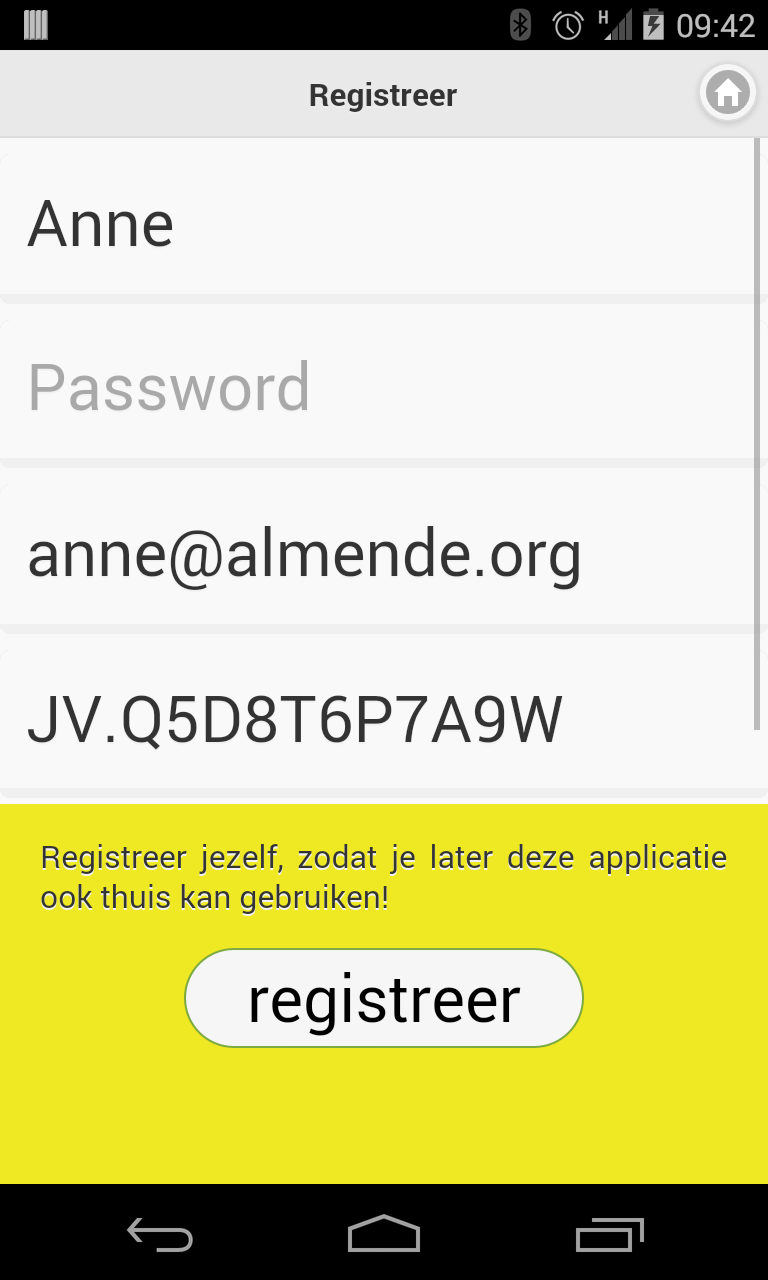 H 09:42
Registreer
Anne
Password
anne@almende.org
JV.Q5D8T6P7A9W
Registreer jezelf, zodat je later deze applicatie
ook thuis kan gebruiken!
registreer